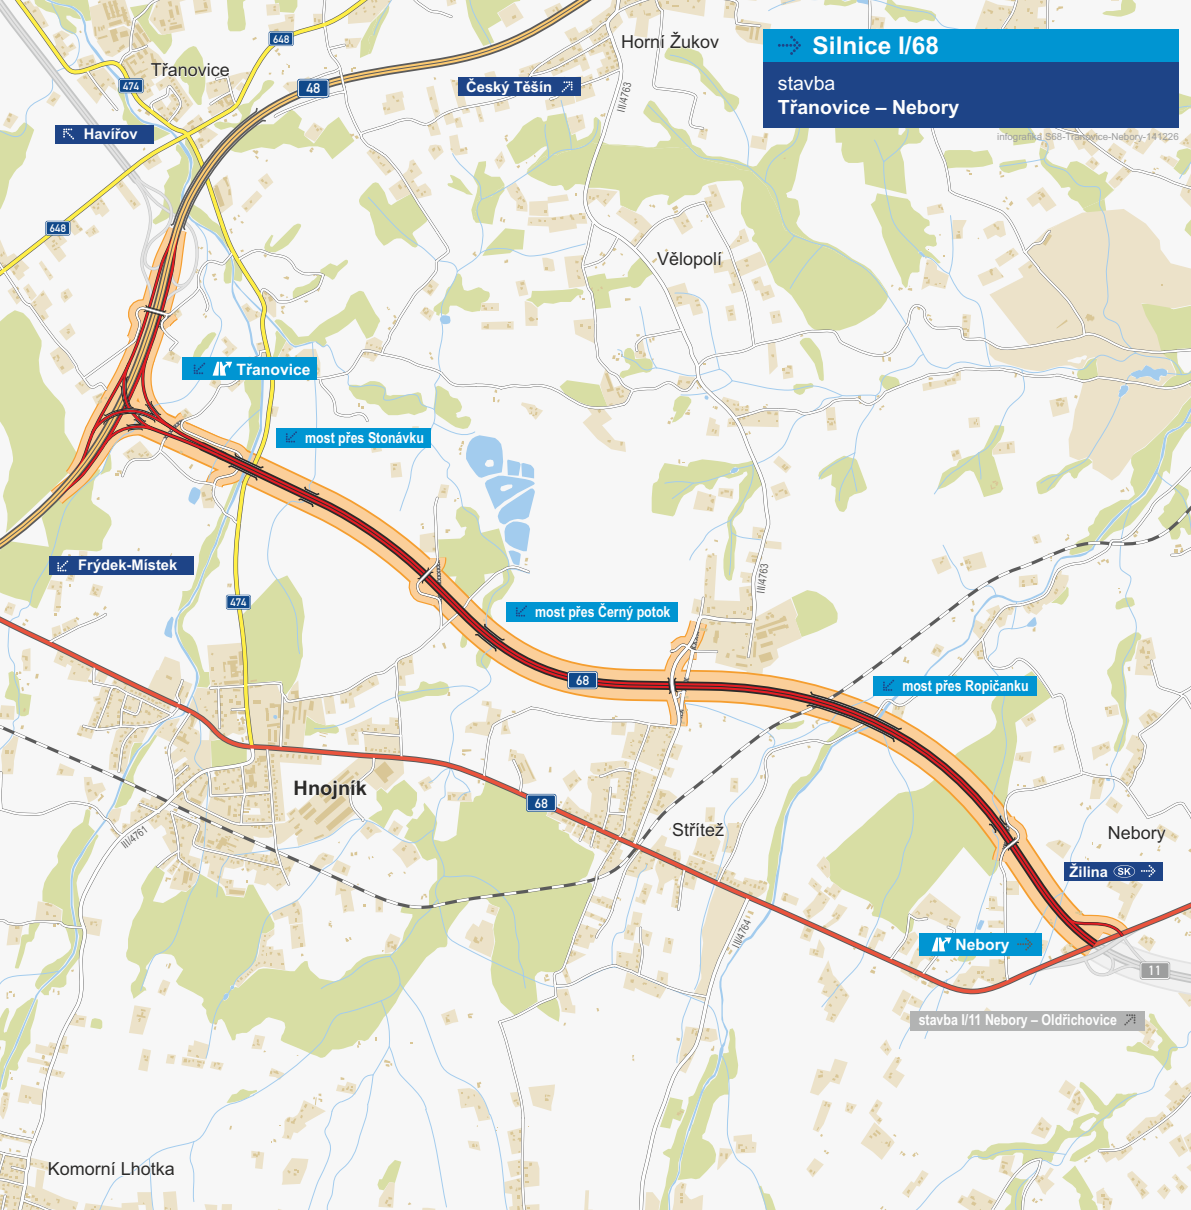 Silnice I/68
stavba
Třanovice – Nebory
infografika S68-Tranovice-Nebory-141226
Horní Žukov
648
Třanovice
474
48
Český Těšín
III/4763
Havířov
648
Vělopolí
Třanovice
most přes Stonávku
Frýdek-Místek
474
III/4763
most přes Černý potok
68
most přes Ropičanku
Hnojník
68
Střítež
III/4761
Nebory
Žilina SK
III/4764
Nebory
11
stavba I/11 Nebory – Oldřichovice
Komorní Lhotka